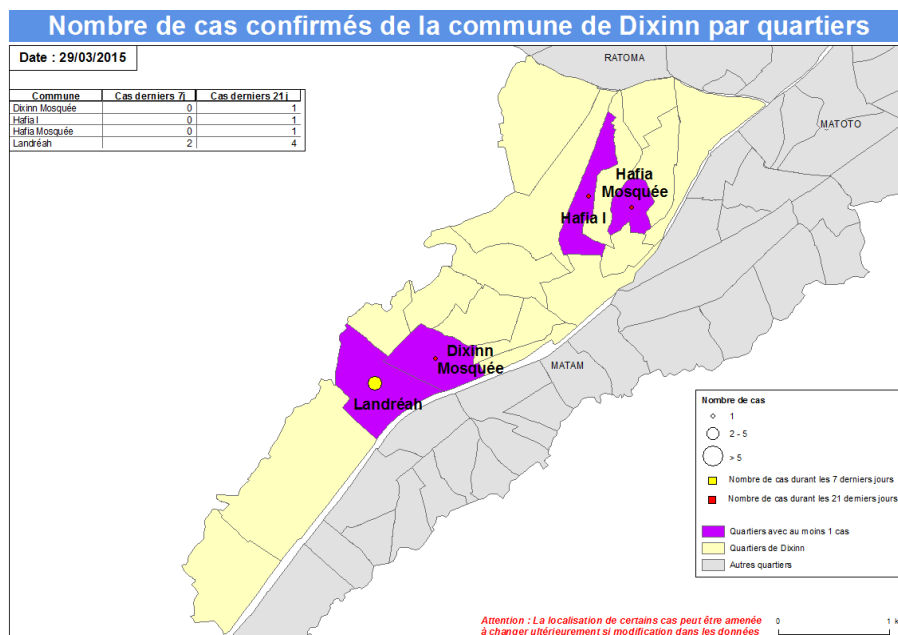 Nombre de cas confirmés de la commune de Dixinn par quartiers
Date : 29/03/2015
Commune Cas derniers 7j Cas derniers 21j
Dixinn Mosquée 0 1
Hafia I 0 1
Hafia Mosquée 0 1
Landréah 2 4
RATOMA
MATOTO
Hafia
Mosquée
Hafia I
Dixinn
Mosquée
MATAM
Landréah
Nombre de cas
1
2 - 5
> 5
Nombre de cas durant les 7 derniers jours
Nombre de cas durant les 21 derniers jours
Quartiers avec au moins 1 cas
Quartiers de Dixinn
Autres quartiers
Attention : La localisation de certains cas peut être amenée
à changer ultérieurement si modification dans les données
0 1 k